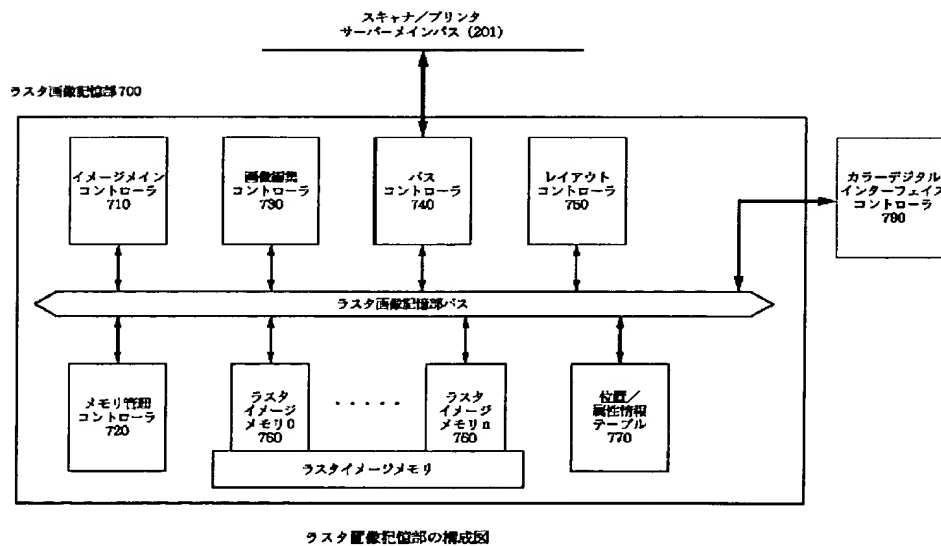 スキャナ／プリンタ
サーバーメインバス (201)
ラスタ画像記憶部700
イメージメイン
コントローラ
710
画像編集
コントローラ
730
バス
コントローラ
740
レイアウト
コントローラ
750
カラーデジタル
インターフェイス
コントローラ
790
ラスタ画像記憶部バス
メモリ管理
コントローラ
720
ラスタ
イメージ
メモリ0
760
・・・・・
ラスタ
イメージ
メモリn
760
位置／
属性情報
テーブル
770
ラスタイメージメモリ
ラスタ画像記憶部の構成図